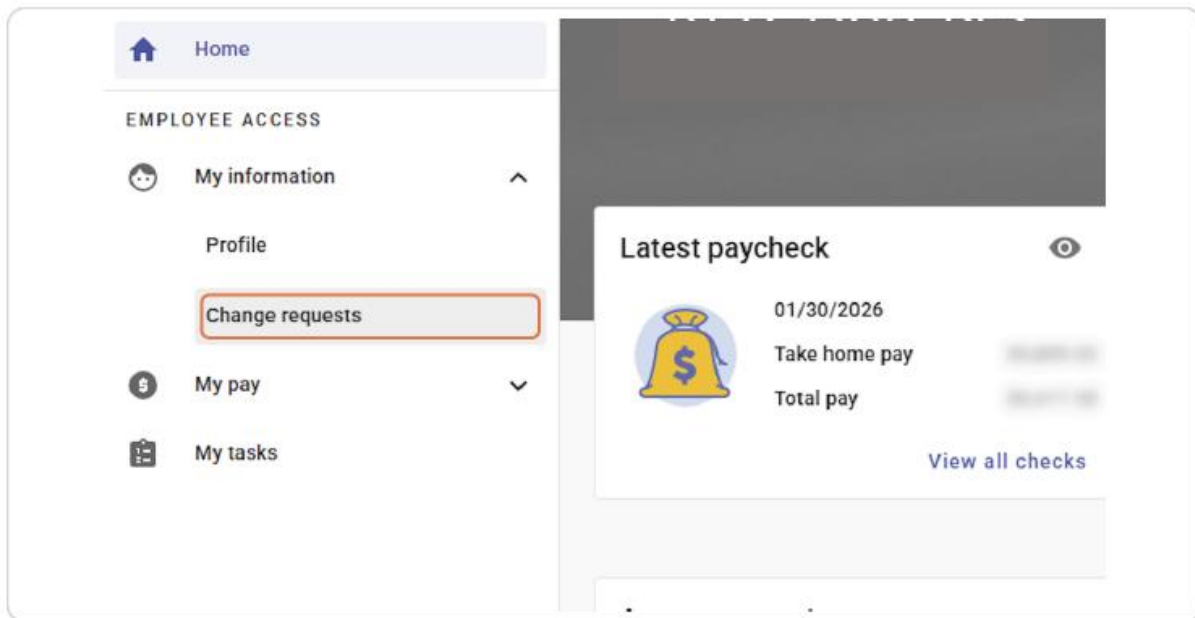 Home
EMPLOYEE ACCESS
My information
Profile
Change requests
My pay
My tasks
Latest paycheck
01/30/2026
Take home pay
Total pay
View all checks